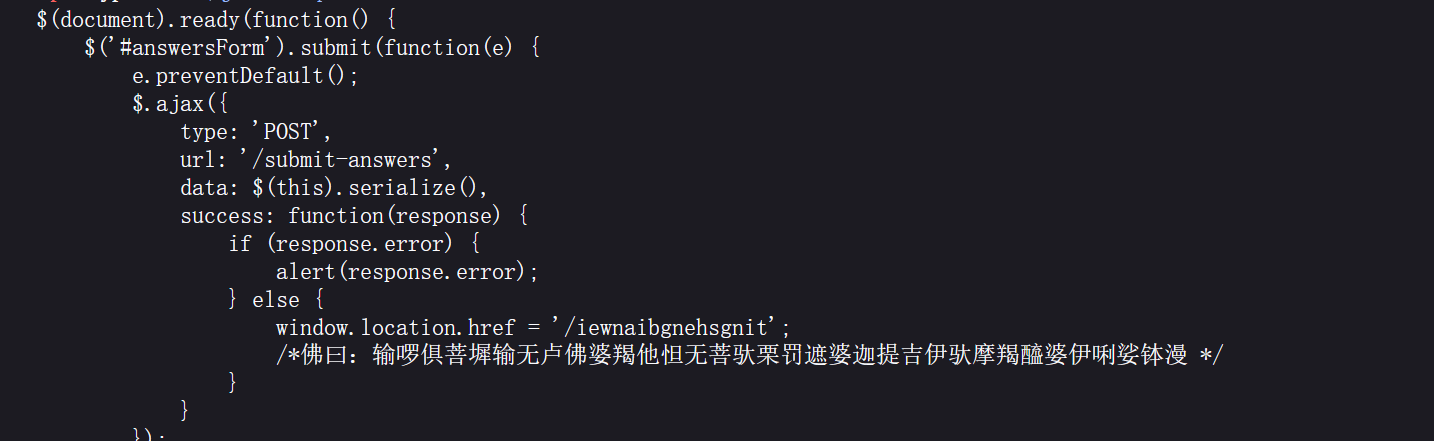 $(document).ready(function() {
$('#answersForm').submit(function(e) {
e.preventDefault();
$.ajax({
type: 'POST',
url: '/submit-answers',
data: $(this).serialize(),
success: function(response) {
if (response.error) {
alert(response.error);
} else {
window.location.href = '/iewnaibgnehsgnit';
/*佛曰：输啰俱菩墀输无卢佛婆羯他怛无菩驮栗罚遮婆迦提吉伊驮摩羯醯婆伊唎娑钵漫 */
}
}
});